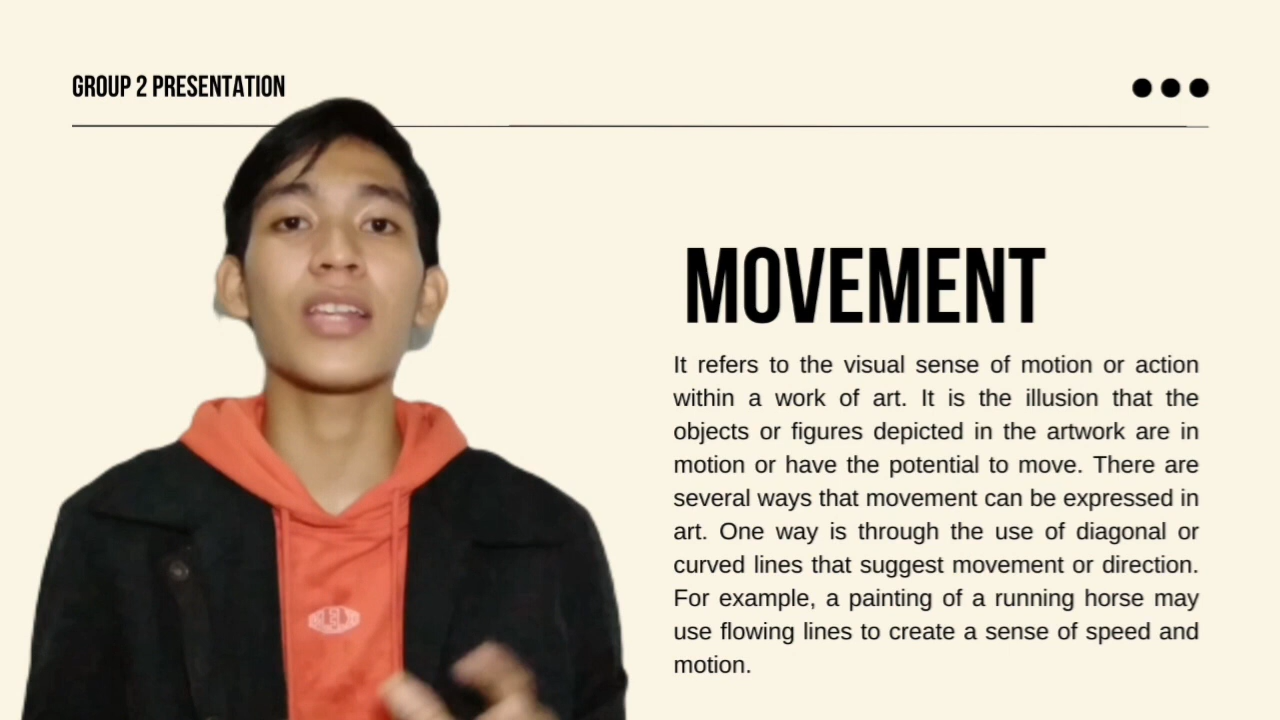 GROUP 2 PRESENTATION
MOVEMENT
It refers to the visual sense of motion or action
within a work of art. It is the illusion that the
objects or figures depicted in the artwork are in
motion or have the potential to move. There are
several ways that movement can be expressed in
art. One way is through the use of diagonal or
curved lines that suggest movement or direction.
For example, a painting of a running horse may
use flowing lines to create a sense of speed and
motion.